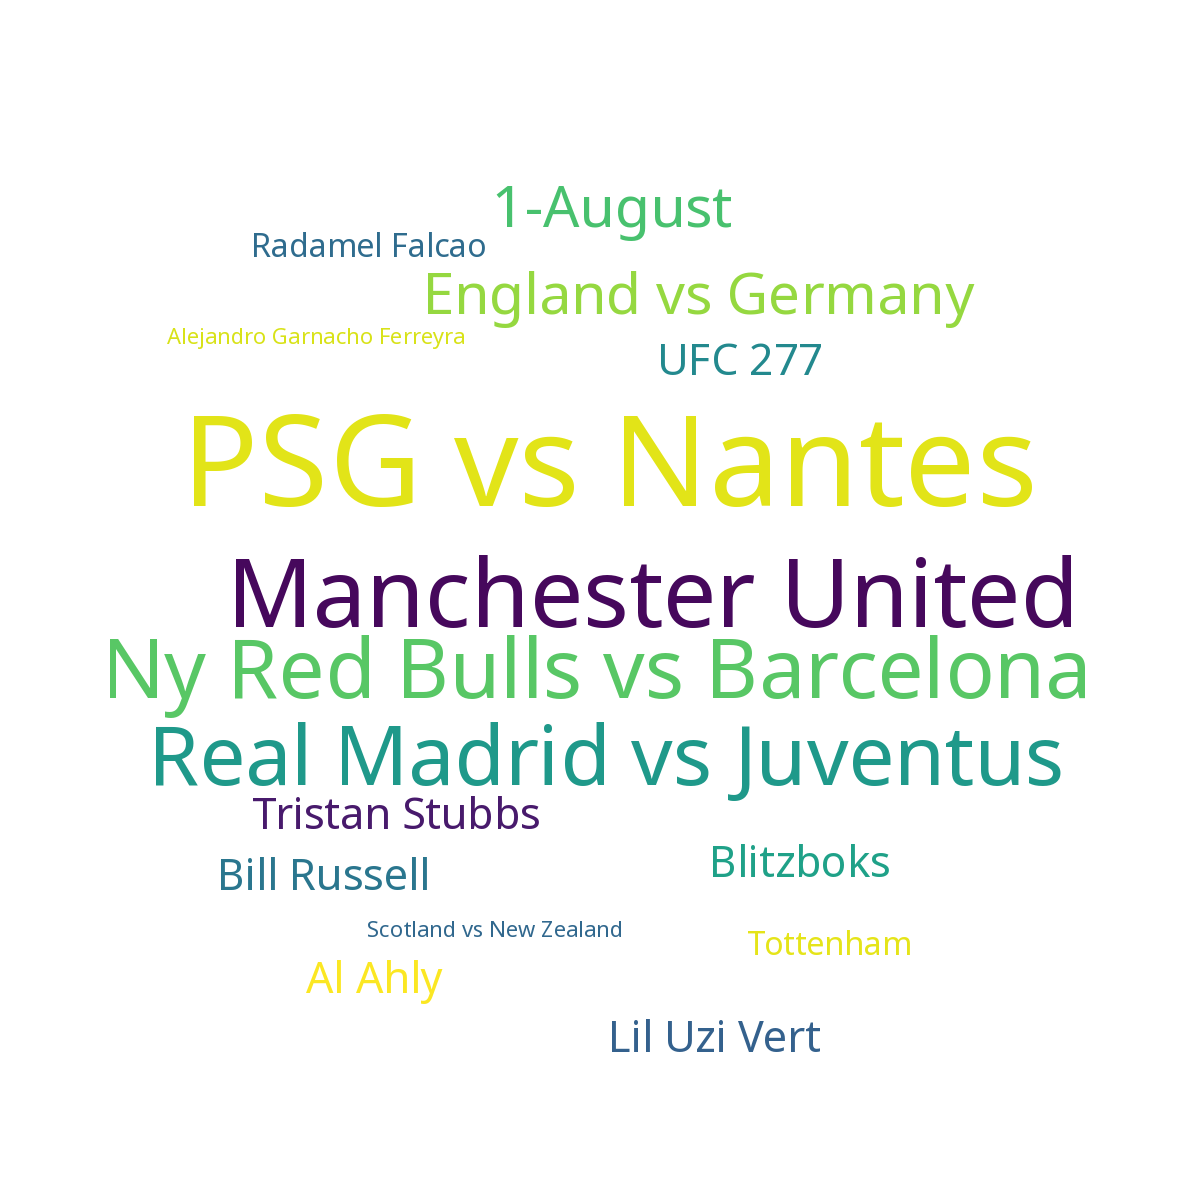 1-August
Radamel Falcao
England vs Germany
Alejandro Garnacho Ferreyra
UFC 277
PSG vs Nantes
Manchester United
Ny Red Bulls vs Barcelona
Real Madrid vs Juventus
Tristan Stubbs
Blitzboks
Bill Russell
Scotland vs New Zealand
Tottenham
Al Ahly
Lil Uzi Vert